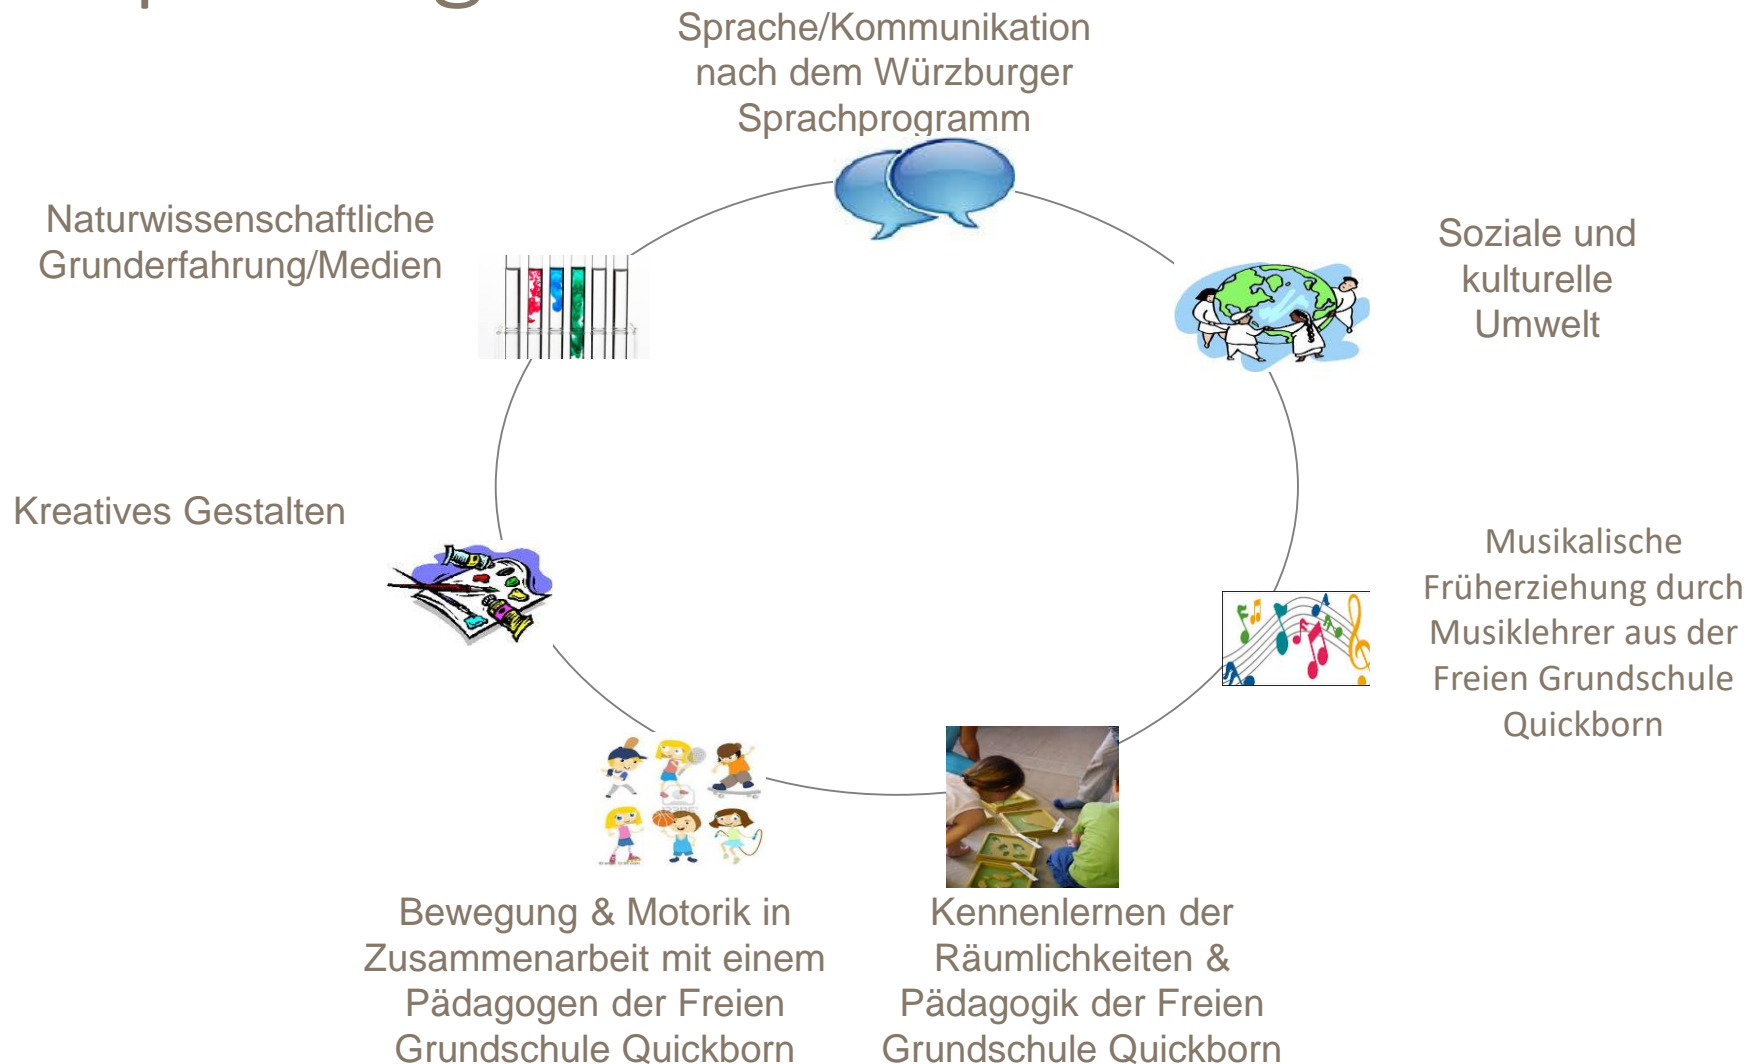 Sprache/Kommunikation
nach dem Würzburger
Sprachprogramm
Soziale und
kulturelle
Umwelt
Musikalische
Früherziehung durch
Musiklehrer aus der
Freien Grundschule
Quickborn
Kennenlernen der
Räumlichkeiten &
Pädagogik der Freien
Grundschule Quickborn
Bewegung & Motorik in
Zusammenarbeit mit einem
Pädagogen der Freien
Grundschule Quickborn
Kreatives Gestalten
Naturwissenschaftliche
Grunderfahrung/Medien